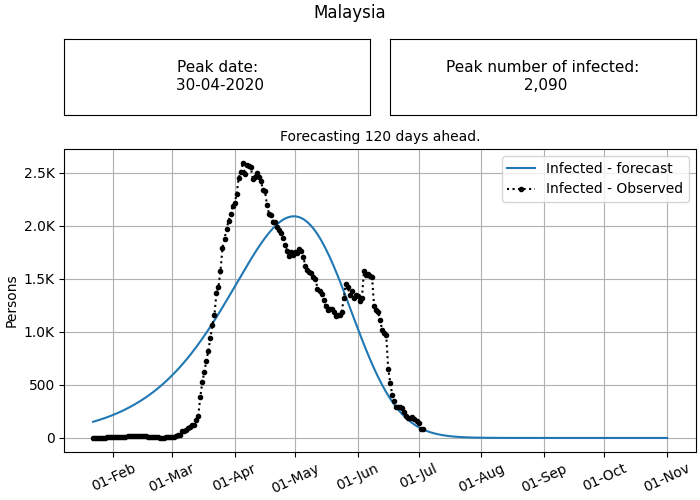 Malaysia
Peak date:
30-04-2020
Peak number of infected:
2,090
Forecasting 120 days ahead.
Infected - forecast
Infected - Observed
2.5K
2.0K
1.5K
1.0K
500
0
Persons
01-Feb
01-Mar
01-Apr
01-May
01-Jun
01-Jul
01-Aug
01-Sep
01-Oct
01-Nov